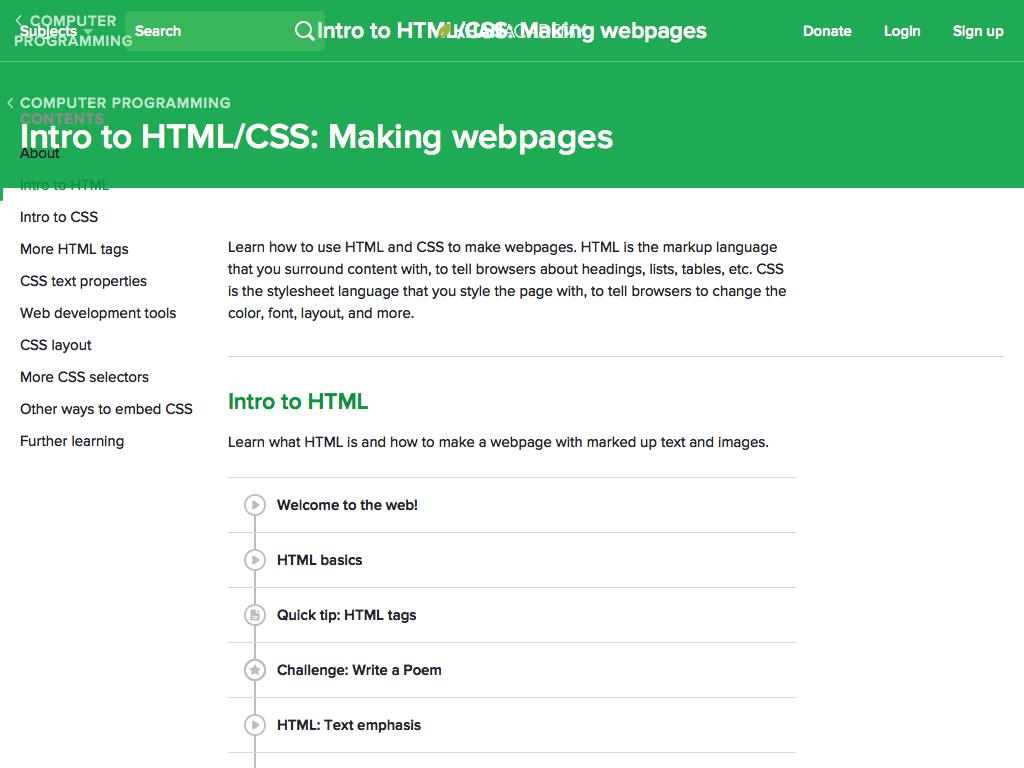 COMPUTER
PROGRAMMING
Subjects
Search
Intro to HTML/CSS: Making webpages
KHAN ACADEMY
Donate
Login
Sign up
COMPUTER PROGRAMMING
CONTENTS
Intro to HTML/CSS: Making webpages
About
Intro to HTML
Intro to CSS
More HTML tags
CSS text properties
Web development tools
CSS layout
More CSS selectors
Other ways to embed CSS
Further learning
Learn how to use HTML and CSS to make webpages. HTML is the markup language
that you surround content with, to tell browsers about headings, lists, tables, etc. CSS
is the stylesheet language that you style the page with, to tell browsers to change the
color, font, layout, and more.
Intro to HTML
Learn what HTML is and how to make a webpage with marked up text and images.
Welcome to the web!
HTML basics
Quick tip: HTML tags
Challenge: Write a Poem
HTML: Text emphasis